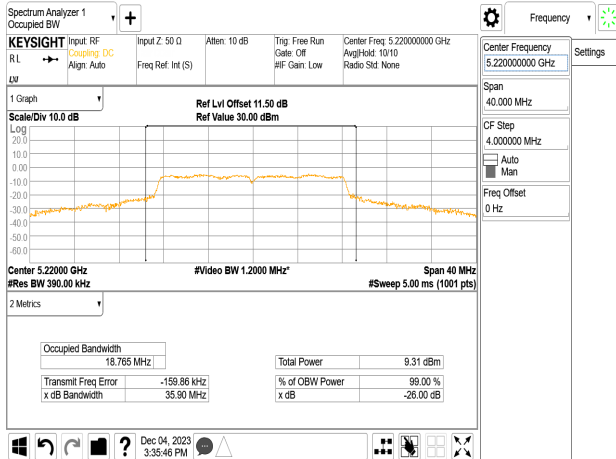 Spectrum Analyzer 1
Occupied BW
+
Frequency
KEYSIGHT
Input: RF
Input Z: 50 Ω
Atten: 10 dB
Trig: Free Run
Center Freq: 5.220000000 GHz
R L
Coupling: DC
Gate: Off
Avg|Hold: 10/10
Align: Auto
Freq Ref: Int (S)
#IF Gain: Low
Radio Std: None
Center Frequency
5.220000000 GHz
Settings
Span
40.000 MHz
CF Step
4.000000 MHz
Auto
Man
Freq Offset
0 Hz
1 Graph
Ref Lvl Offset 11.50 dB
Scale/Div 10.0 dB
Ref Value 30.00 dBm
Log
20.0
10.0
0.00
-10.0
-20.0
-30.0
-40.0
-50.0
-60.0
Center 5.22000 GHz
#Video BW 1.2000 MHz*
Span 40 MHz
#Res BW 390.00 kHz
#Sweep 5.00 ms (1001 pts)
2 Metrics
Occupied Bandwidth
18.765 MHz
Total Power
9.31 dBm
Transmit Freq Error
-159.86 kHz
% of OBW Power
99.00 %
x dB Bandwidth
35.90 MHz
x dB
-26.00 dB
?
Dec 04, 2023
3:35:46 PM